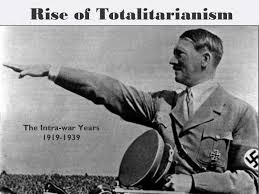 Rise of Totalitarianism
The Intra-war Years
1919-1939